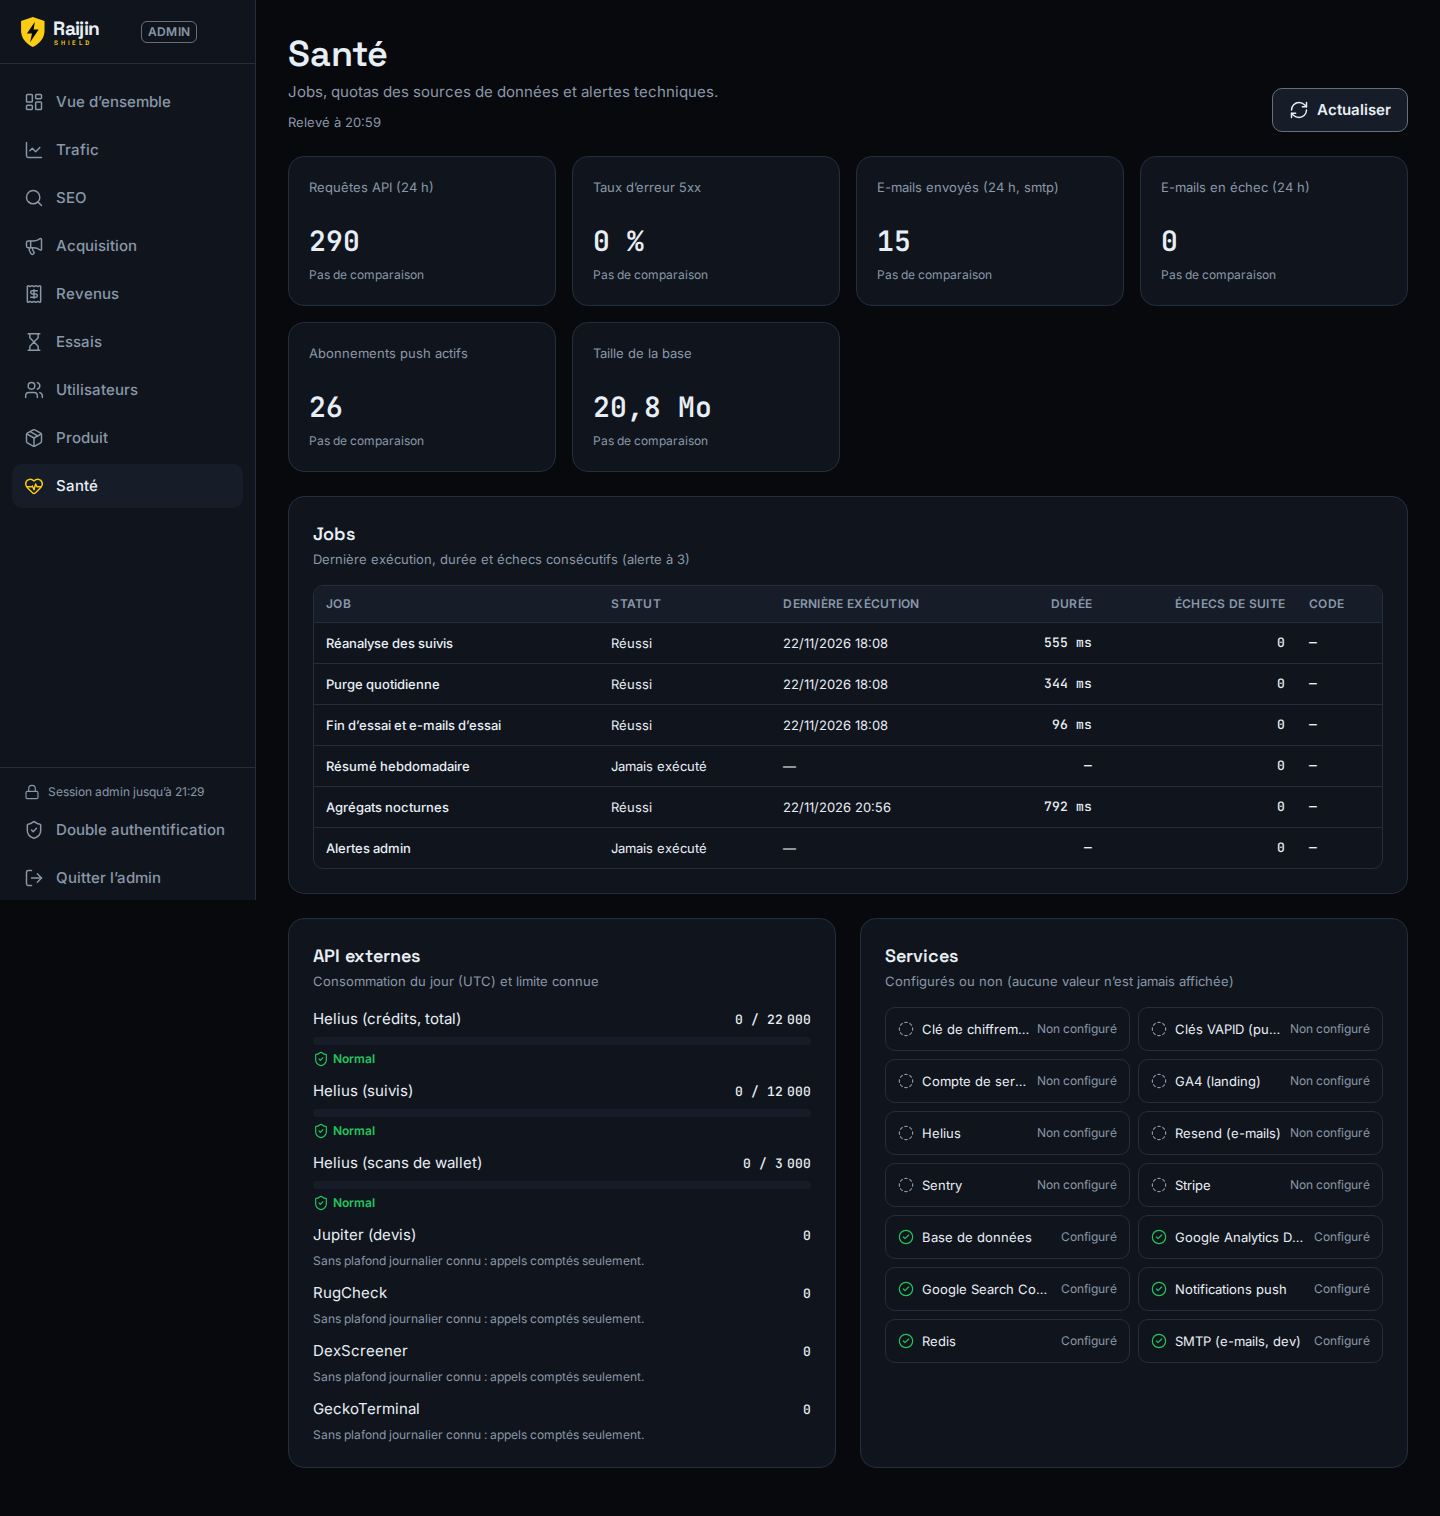 Raijin
SHIELD
ADMIN
Vue d’ensemble
Trafic
SEO
Acquisition
Revenus
Essais
Utilisateurs
Produit
Santé
Session admin jusqu’à 21:29
Double authentification
Quitter l’admin
Santé
Jobs, quotas des sources de données et alertes techniques.
Relevé à 20:59
Actualiser
Requêtes API (24 h)
290
Pas de comparaison
Taux d’erreur 5xx
0 %
Pas de comparaison
E-mails envoyés (24 h, smtp)
15
Pas de comparaison
E-mails en échec (24 h)
0
Pas de comparaison
Abonnements push actifs
26
Pas de comparaison
Taille de la base
20,8 Mo
Pas de comparaison
Jobs
Dernière exécution, durée et échecs consécutifs (alerte à 3)
JOB STATUT DERNIÈRE EXÉCUTION DURÉE ÉCHECS DE SUITE CODE
Réanalyse des suivis Réussi 22/11/2026 18:08 555 ms 0 —
Purge quotidienne Réussi 22/11/2026 18:08 344 ms 0 —
Fin d’essai et e-mails d’essai Réussi 22/11/2026 18:08 96 ms 0 —
Résumé hebdomadaire Jamais exécuté — — 0 —
Agrégats nocturnes Réussi 22/11/2026 20:56 792 ms 0 —
Alertes admin Jamais exécuté — — 0 —
API externes
Consommation du jour (UTC) et limite connue
Helius (crédits, total) 0 / 22 000
Normal
Helius (suivis) 0 / 12 000
Normal
Helius (scans de wallet) 0 / 3 000
Normal
Jupiter (devis) 0
Sans plafond journalier connu : appels comptés seulement.
RugCheck 0
Sans plafond journalier connu : appels comptés seulement.
DexScreener 0
Sans plafond journalier connu : appels comptés seulement.
GeckoTerminal 0
Sans plafond journalier connu : appels comptés seulement.
Services
Configurés ou non (aucune valeur n’est jamais affichée)
Clé de chiffrem... Non configuré
Clés VAPID (pu... Non configuré
Compte de ser... Non configuré
GA4 (landing) Non configuré
Helius Non configuré
Resend (e-mails) Non configuré
Sentry Non configuré
Stripe Non configuré
Base de données Configuré
Google Analytics D... Configuré
Google Search Co... Configuré
Notifications push Configuré
Redis Configuré
SMTP (e-mails, dev) Configuré